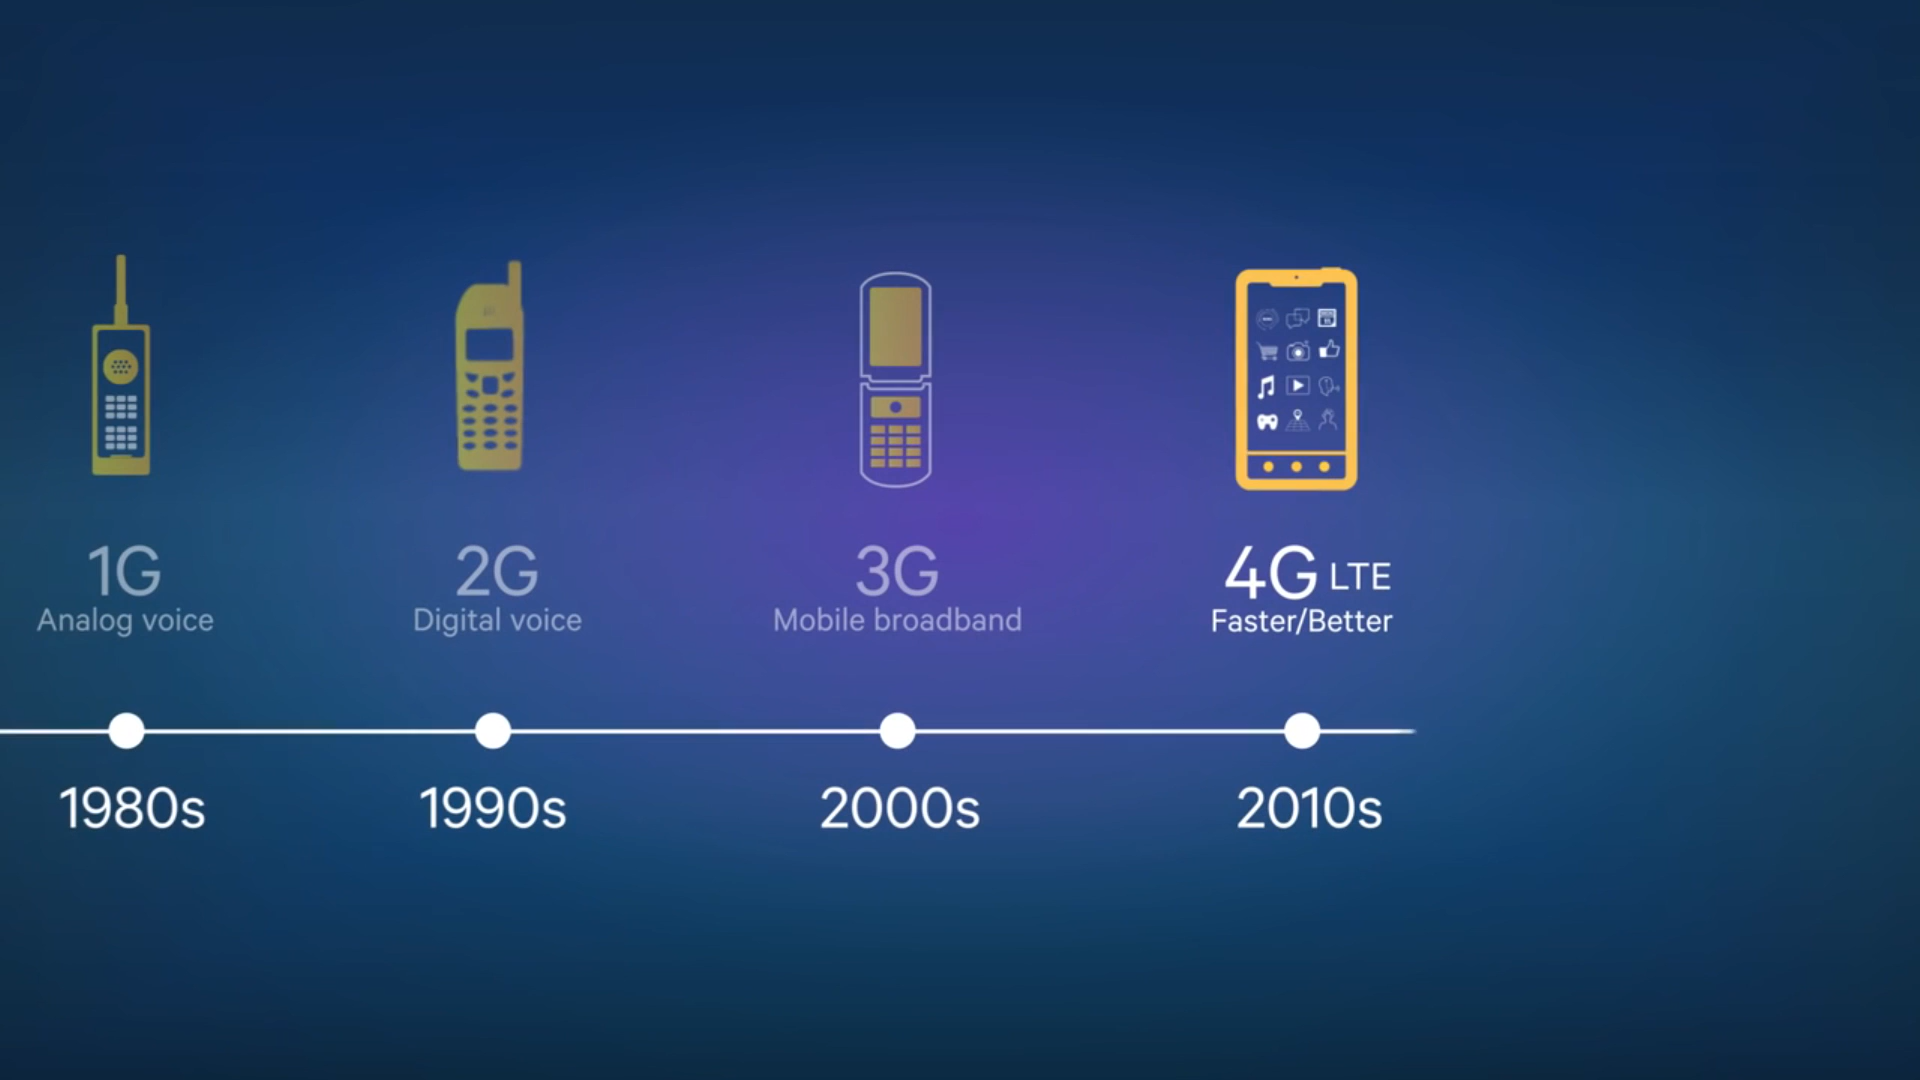 1G
Analog voice
2G
Digital voice
3G
Mobile broadband
4G LTE
Faster/Better
1980s
1990s
2000s
2010s